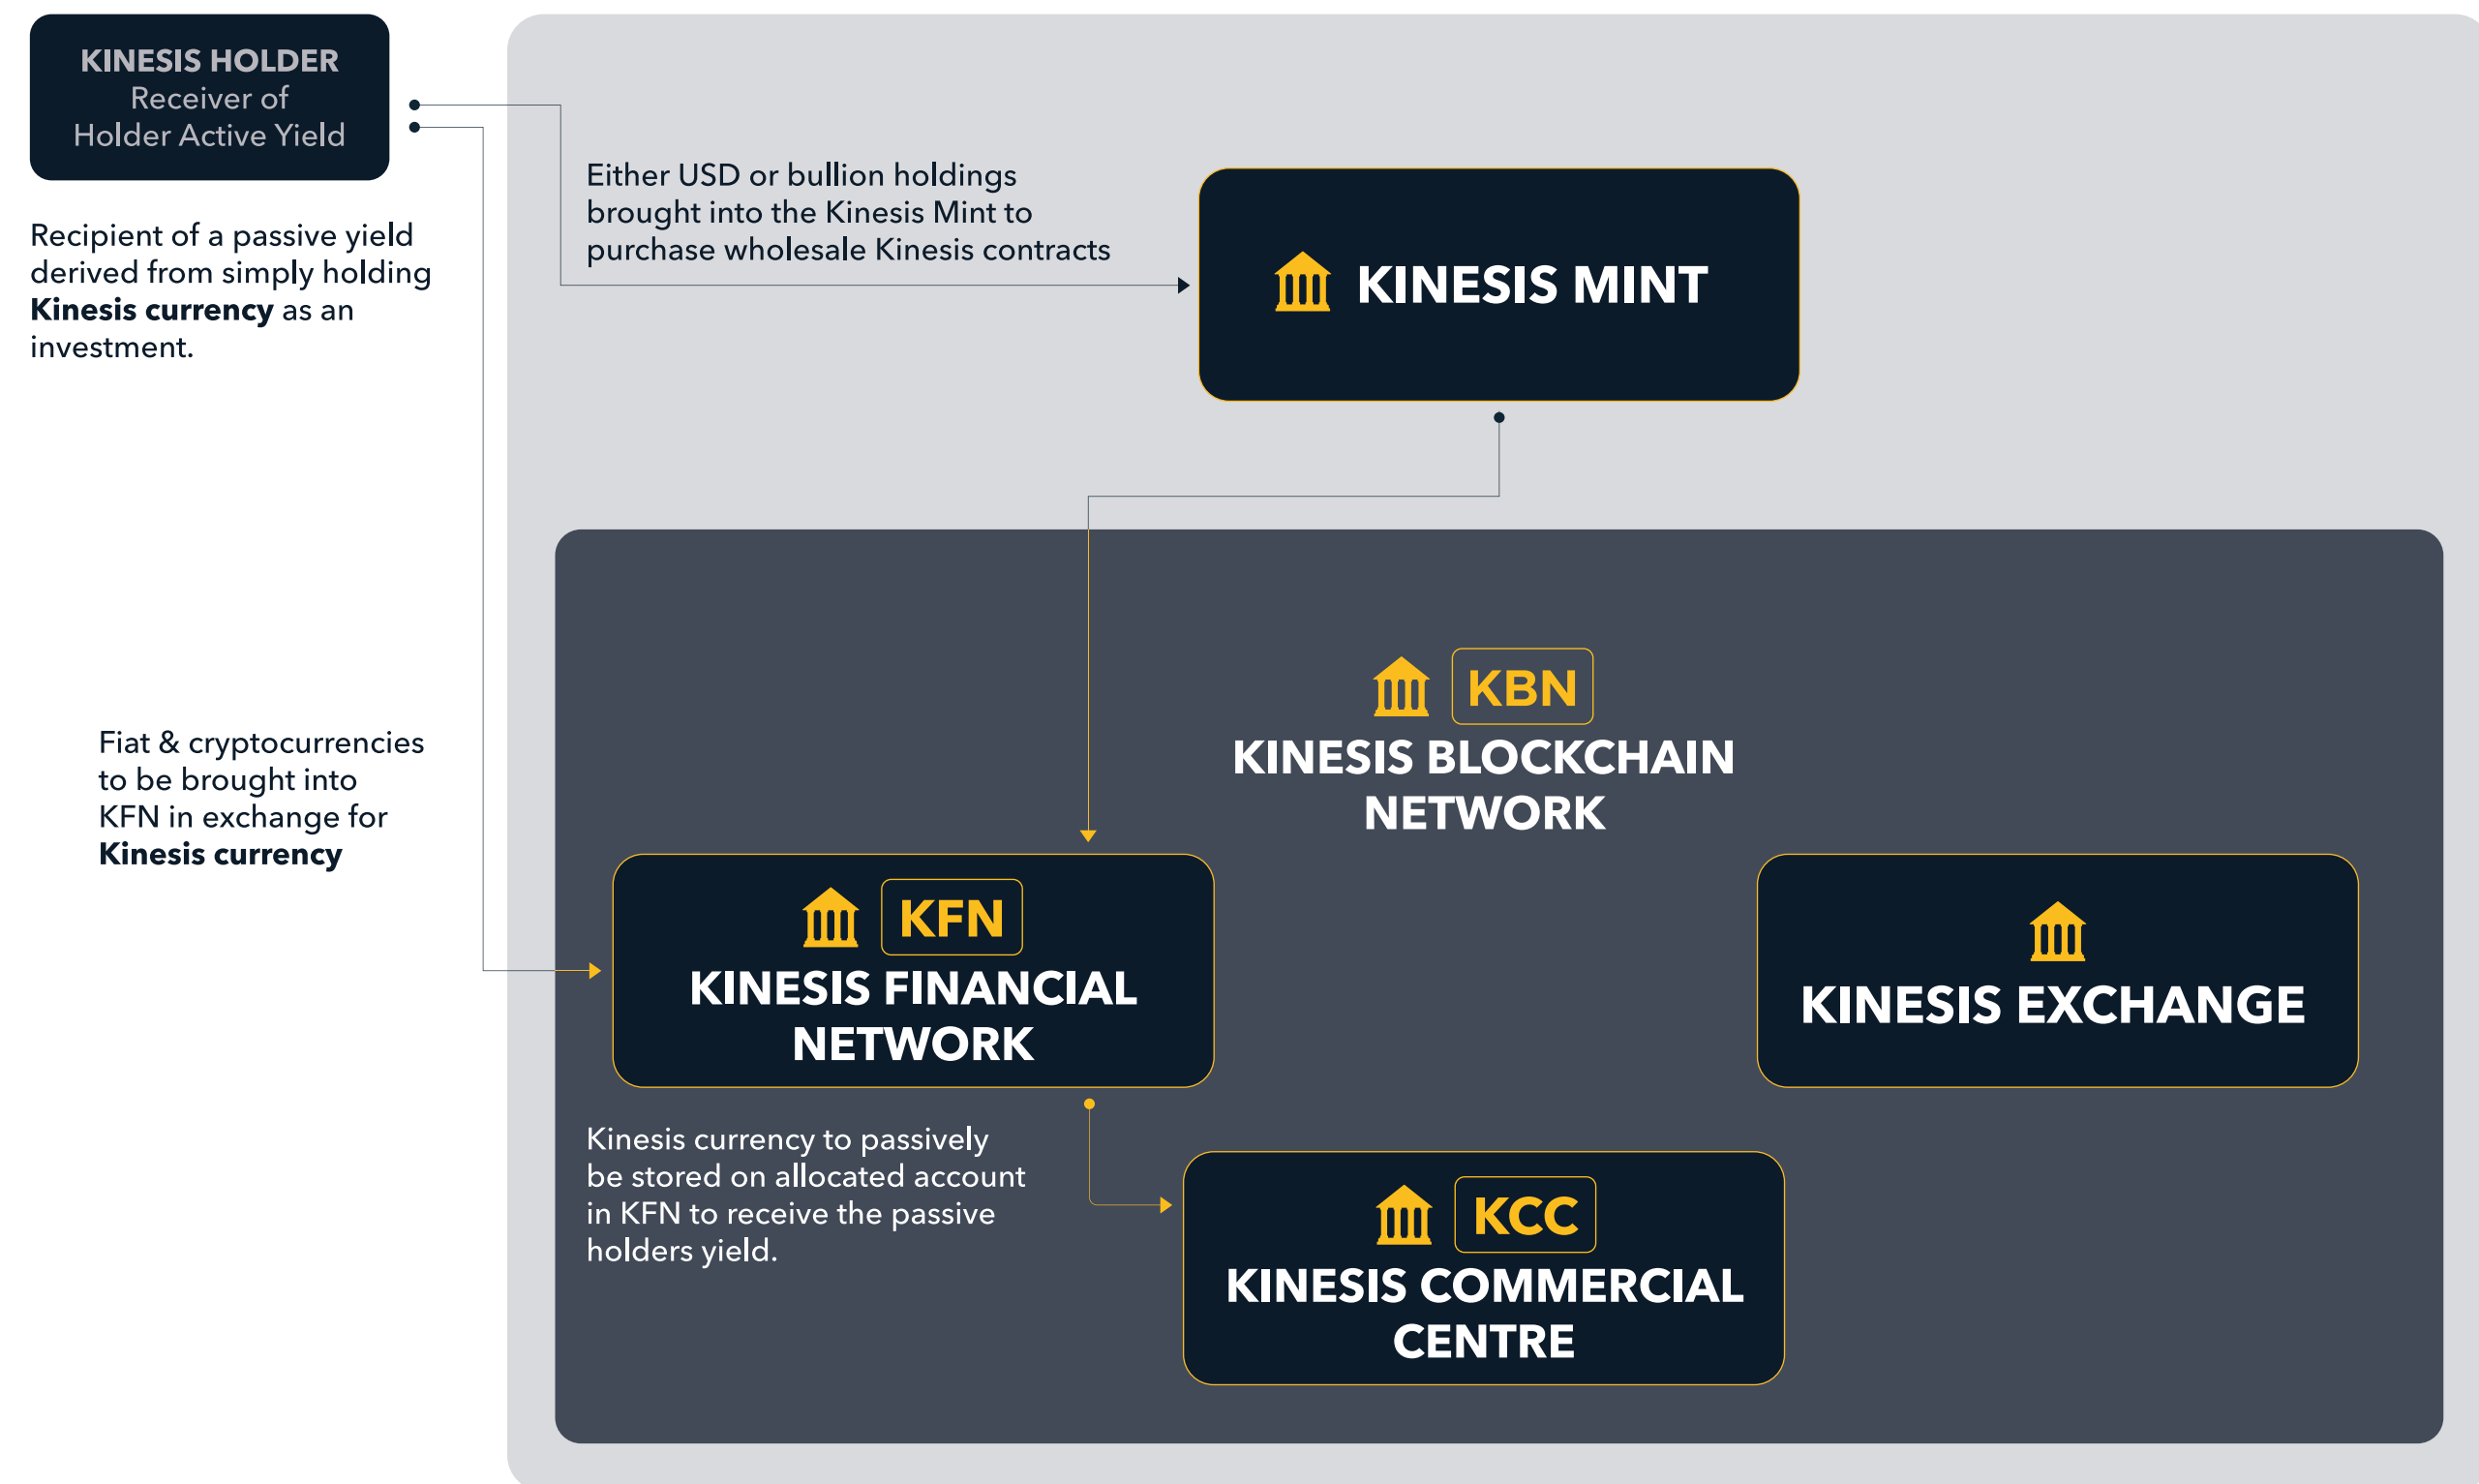 KINESIS HOLDER
Receiver of
Holder Active Yield
Recipient of a passive yield
derived from simply holding
Kinesis currency as an
investment.
Either USD or bullion holdings
brought into the Kinesis Mint to
purchase wholesale Kinesis contracts
KINESIS MINT
Fiat & cryptocurrencies
to be brought into
KFN in exchange for
Kinesis currency
KBN
KINESIS BLOCKCHAIN
NETWORK
KFN
KINESIS FINANCIAL
NETWORK
KINESIS EXCHANGE
Kinesis currency to passively
be stored on allocated account
in KFN to receive the passive
holders yield.
KCC
KINESIS COMMERCIAL
CENTRE